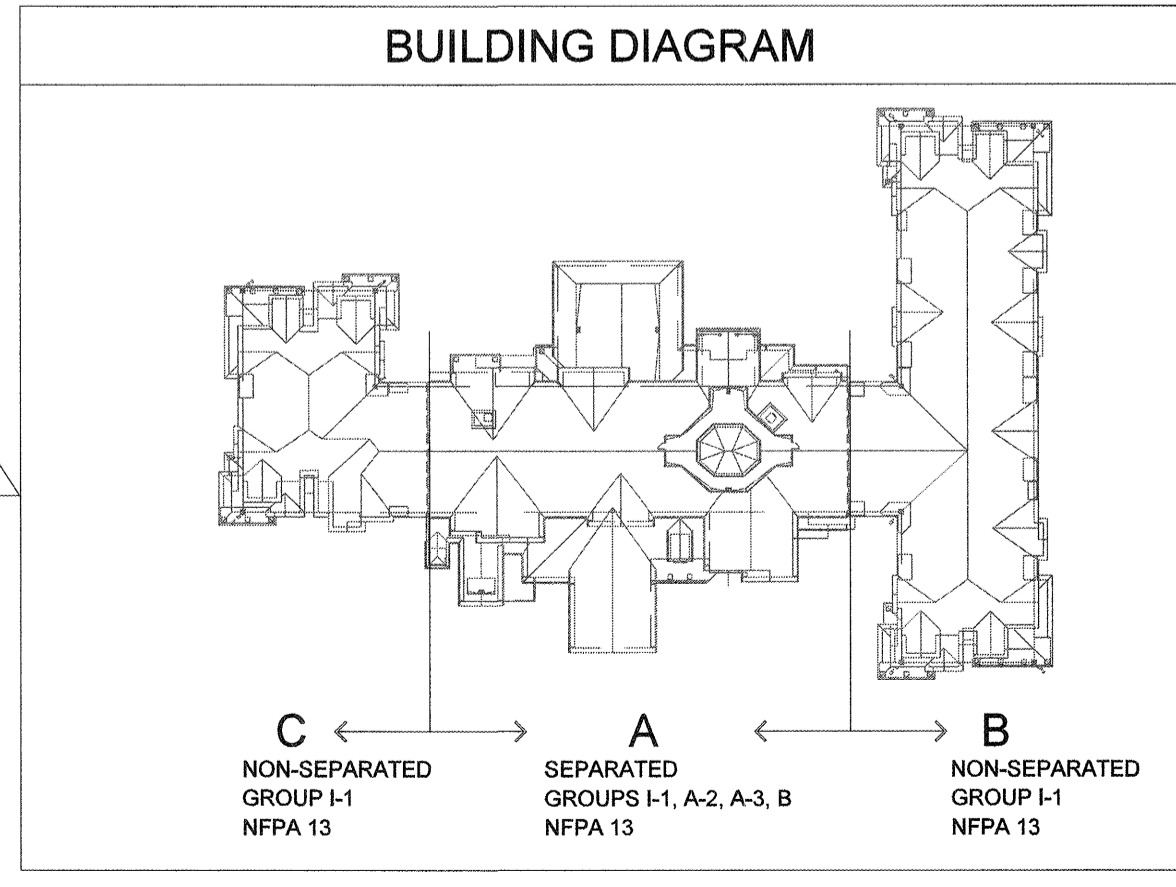 BUILDING DIAGRAM
C
NON-SEPARATED
GROUP I-1
NFPA 13
A
SEPARATED
GROUPS I-1, A-2, A-3, B
NFPA 13
B
NON-SEPARATED
GROUP I-1
NFPA 13